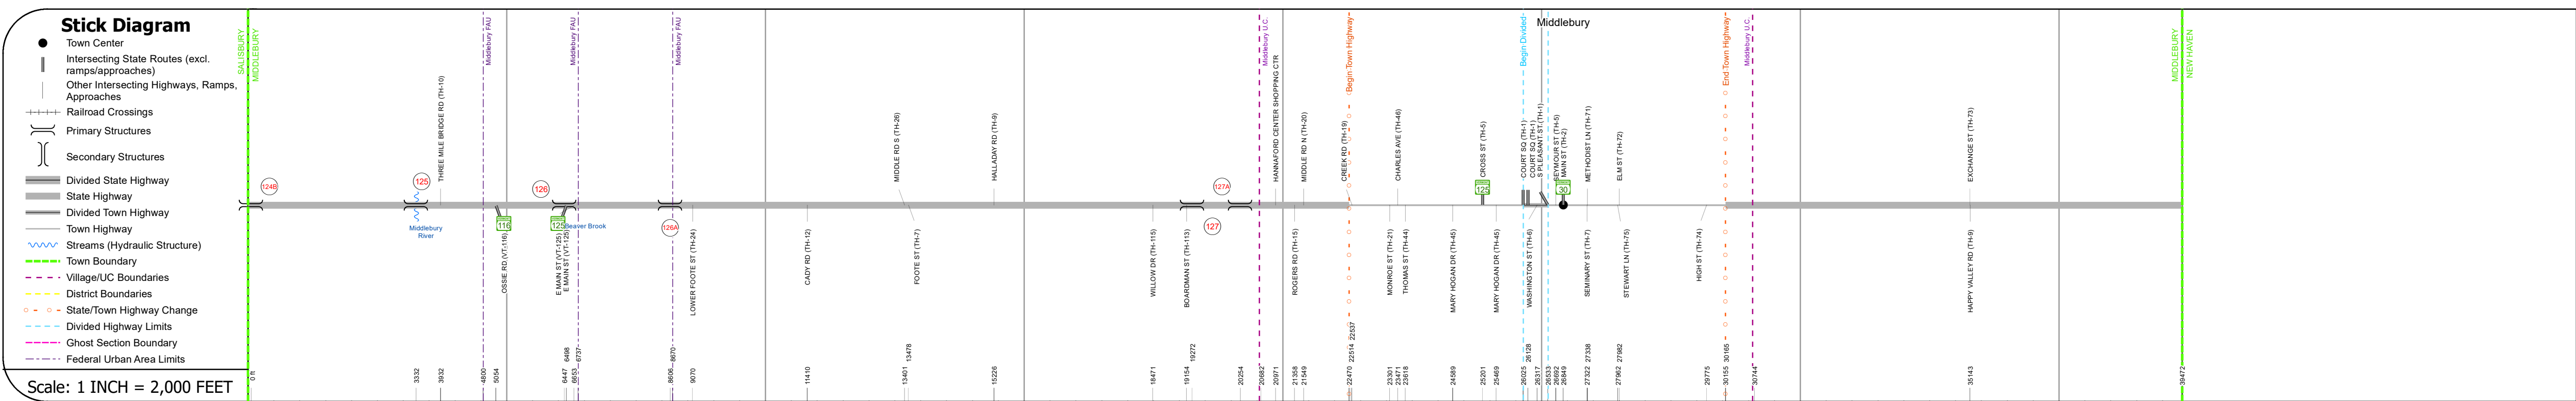 Stick Diagram
Town Center
Intersecting State Routes (excl.
ramps/approaches)
Other Intersecting Highways, Ramps,
Approaches
Railroad Crossings
Primary Structures
Secondary Structures
Divided State Highway
State Highway
Divided Town Highway
Town Highway
Streams (Hydraulic Structure)
Town Boundary
Village/UC Boundaries
District Boundaries
State/Town Highway Change
Divided Highway Limits
Ghost Section Boundary
Federal Urban Area Limits
Scale: 1 INCH = 2,000 FEET
SALISBURY
MIDDLEBURY
124B
125
Middlebury
River
THREE MILE BRIDGE RD (TH-10)
Middlebury FAU
116
OSSIE RD (VT-116)
126
125
Beaver Brook
E MAIN ST (VT-125)
E MAIN ST (VT-125)
Middlebury FAU
Middlebury FAU
126A
LOWER FOOTE ST (TH-24)
CADY RD (TH-12)
MIDDLE RD S (TH-26)
FOOTE ST (TH-7)
HALLADAY RD (TH-9)
WILLOW DR (TH-115)
BOARDMAN ST (TH-113)
127
127A
Middlebury U.C.
HANNAFORD CENTER SHOPPING CTR
ROGERS RD (TH-15)
MIDDLE RD N (TH-20)
CREEK RD (TH-19)
Begin Town Highway
MONROE ST (TH-21)
CHARLES AVE (TH-46)
THOMAS ST (TH-44)
MARY HOGAN DR (TH-45)
CROSS ST (TH-5)
125
MARY HOGAN DR (TH-45)
Begin Divided
COURT SQ (TH-1)
COURT SQ (TH-1)
WASHINGTON ST (TH-6)
S PLEASANT ST (TH-1)
Middlebury
SEYMOUR ST (TH-5)
MAIN ST (TH-2)
30
METHODIST LN (TH-71)
SEMINARY ST (TH-7)
ELM ST (TH-72)
STEWART LN (TH-75)
HIGH ST (TH-74)
End Town Highway
Middlebury U.C.
EXCHANGE ST (TH-73)
HAPPY VALLEY RD (TH-9)
MIDDLEBURY
NEW HAVEN
0 ft
3332
3932
4800
5054
6447
6498
6653
6737
8606
8670
9070
11410
13401
13478
15226
18471
19154
19272
20254
20682
20971
21358
21549
22470
22514
22537
23301
23471
23618
24589
25201
25469
26025
26128
26317
26533
26692
26849
27322
27338
27962
27982
29775
30155
30165
30744
35143
39472